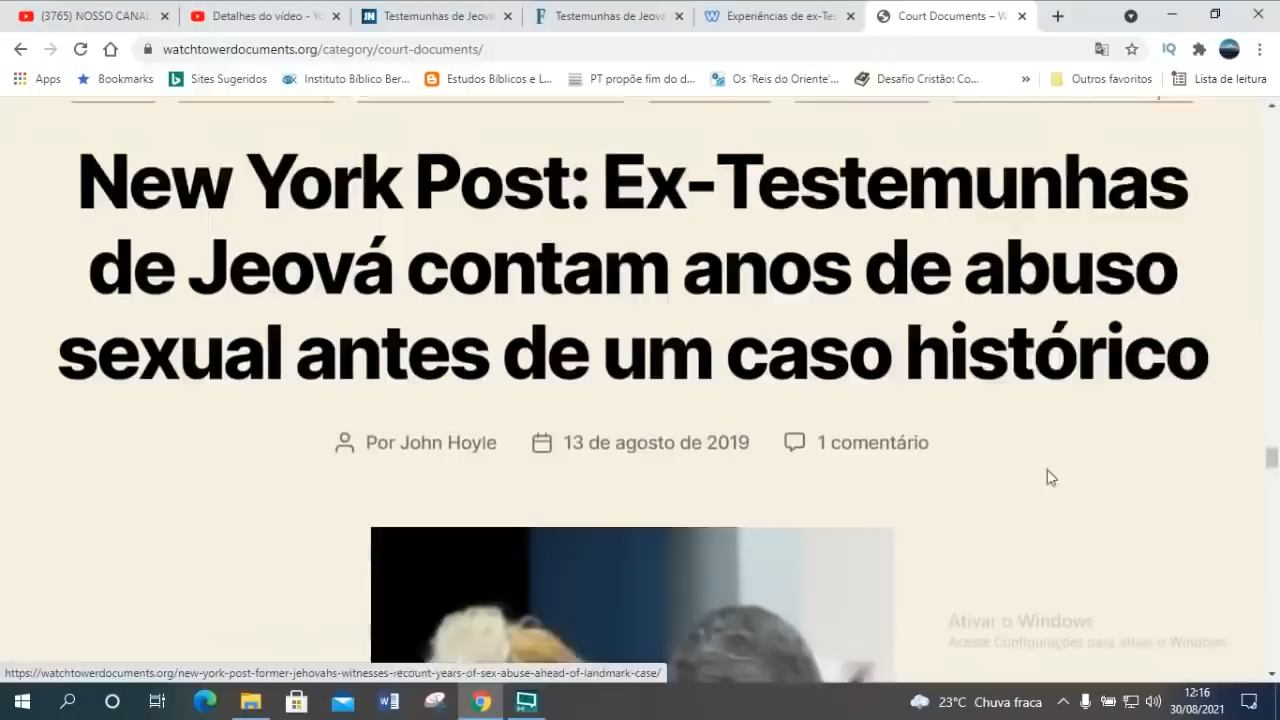 (3765) NOSSO CANAL
Detalhes do vídeo - Yo
Testemunhas de Jeová
Testemunhas de Jeova
Experiências de ex-Tes
Court Documents – W
watchtowerdocuments.org/category/court-documents/
IQ
Apps
Bookmarks
Sites Sugeridos
Instituto Bíblico Ber...
Estudos Bíblicos e L...
PT propõe fim do d...
Os 'Reis do Oriente'...
Desafio Cristão: Co...
»
Outros favoritos
Lista de leitura
New York Post: Ex-Testemunhas
de Jeová contam anos de abuso
sexual antes de um caso histórico
Por John Hoyle
13 de agosto de 2019
1 comentário
Ativar o Windows
Acesse Configurações para ativar o Windows.
https://watchtowerdocuments.org/new-york-post-former-jehovahs-witnesses-recount-years-of-sex-abuse-ahead-of-landmark-case/
23°C Chuva fraca
12:16
30/08/2021